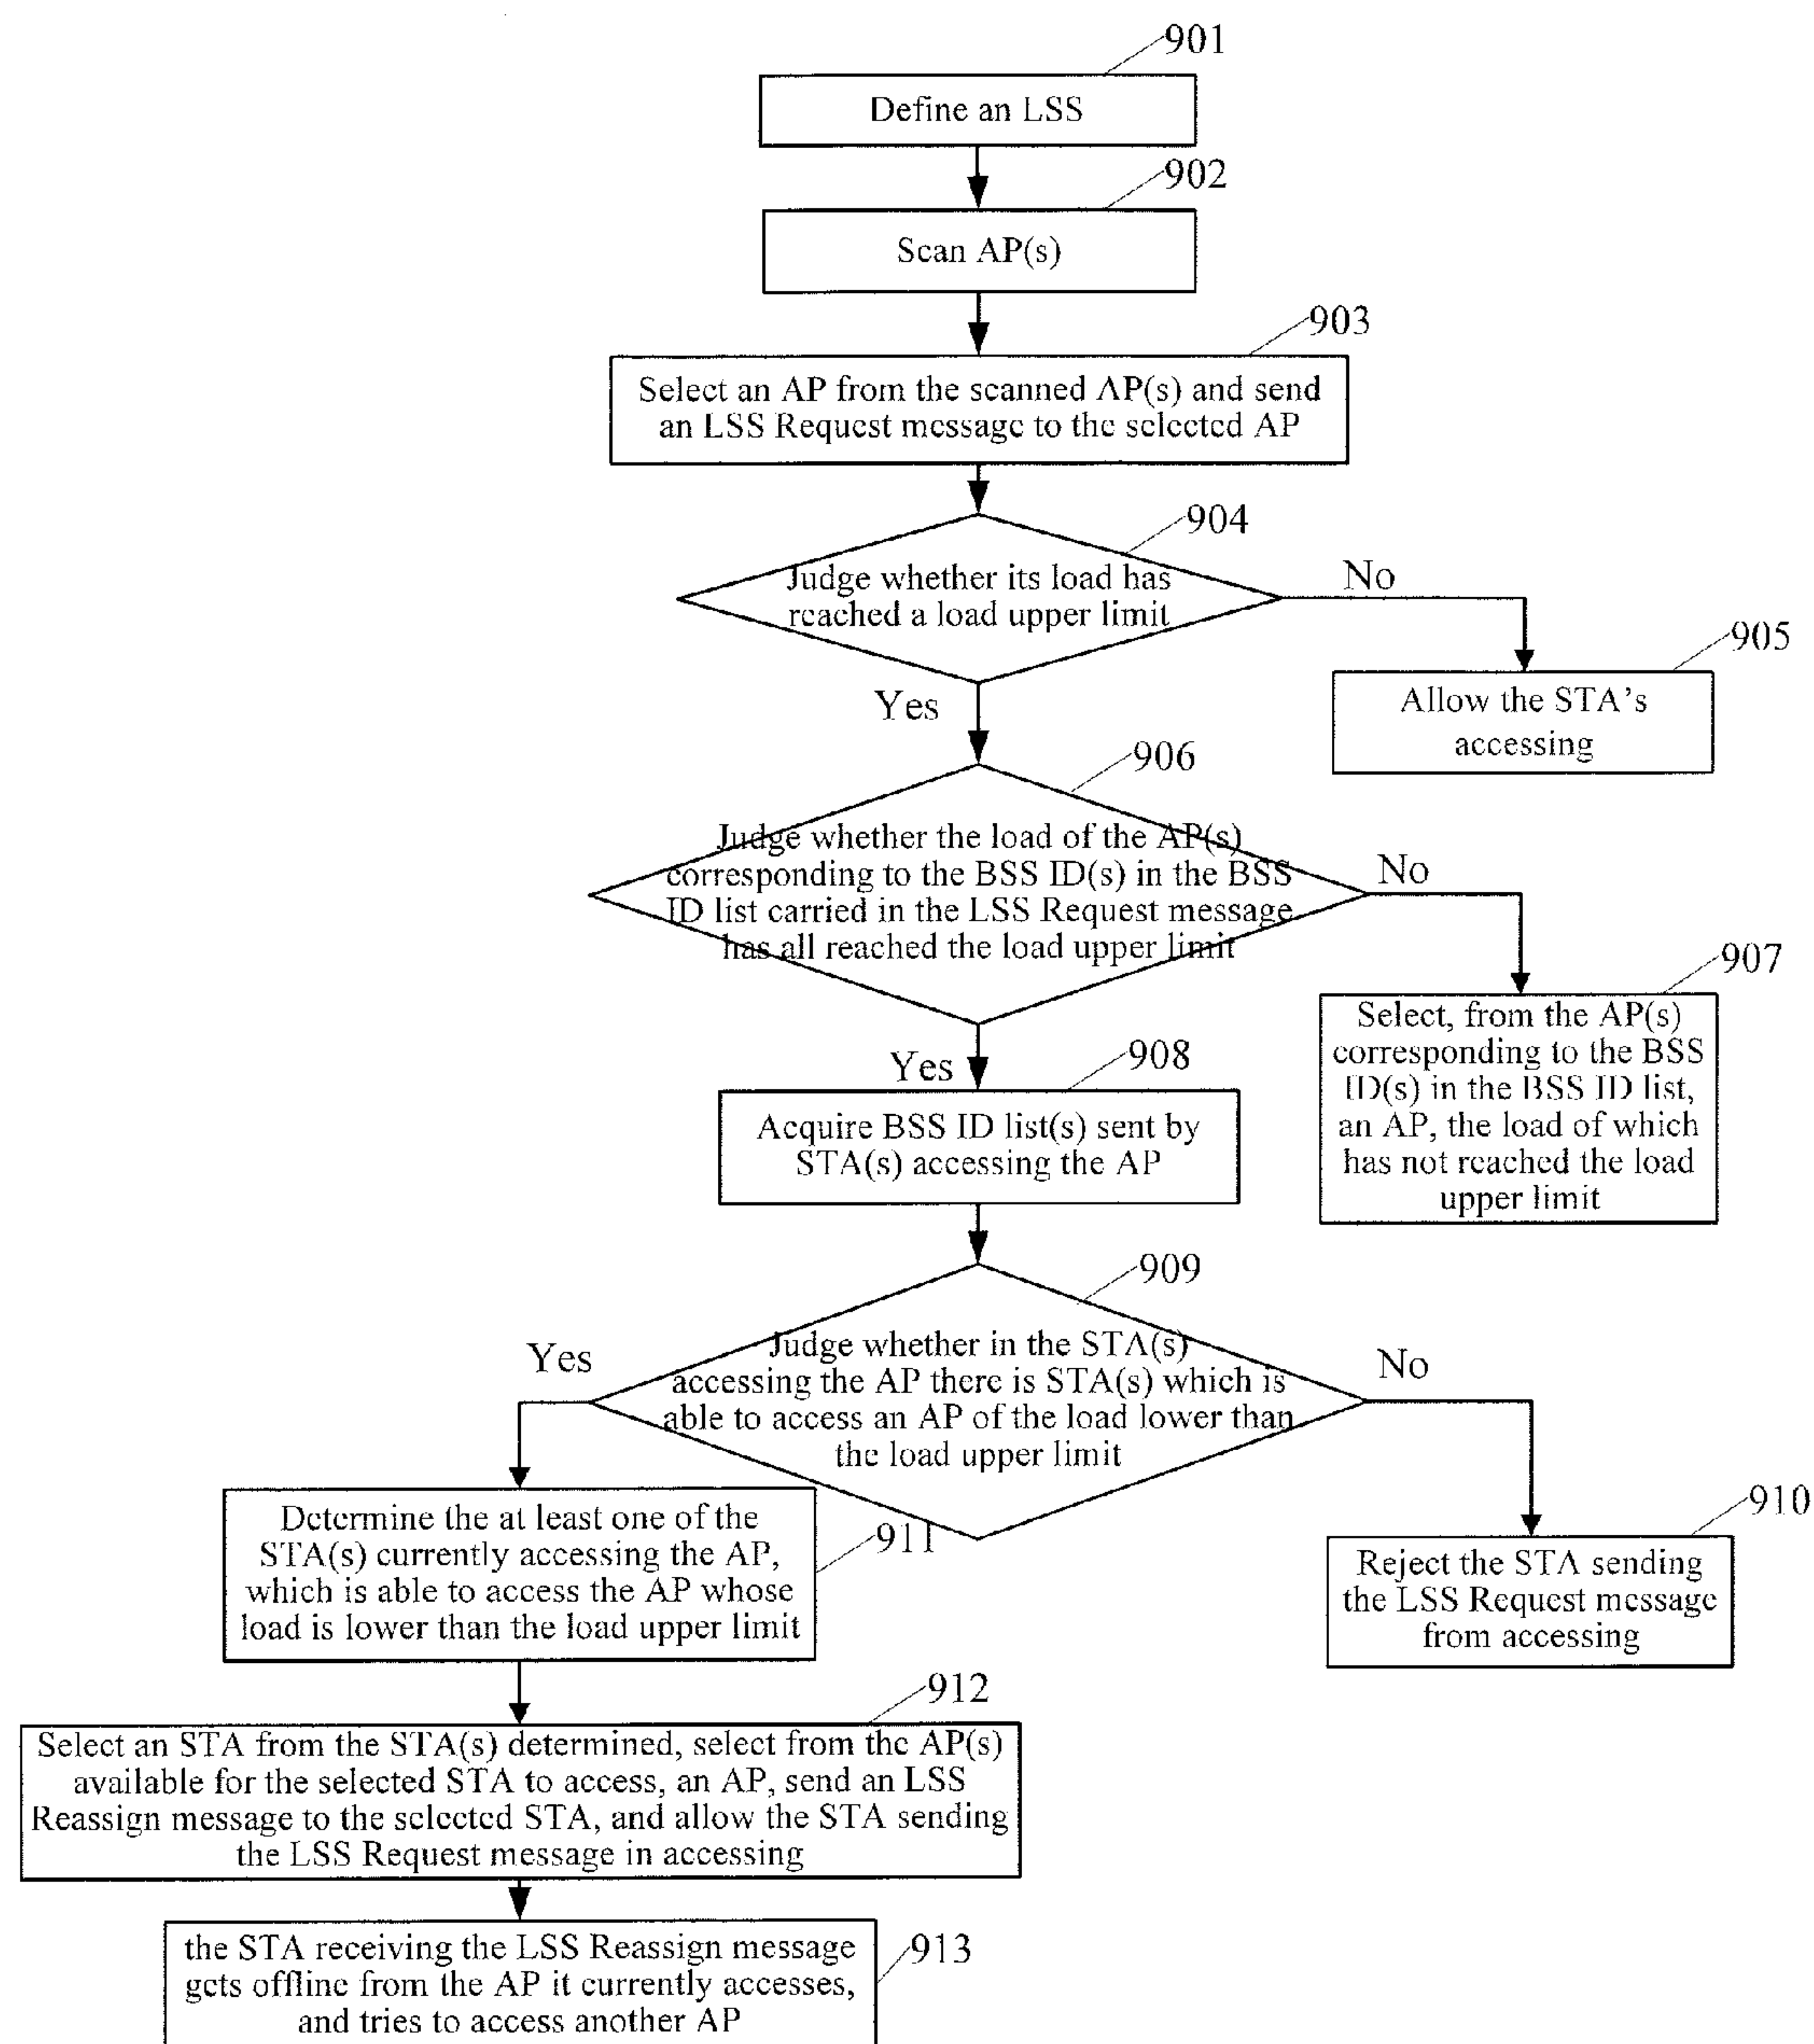 901
Define an LSS
902
Scan AP(s)
903
Select an AP from the scanned AP(s) and send
an LSS Request message to the selected AP
904
Judge whether its load has
reached a load upper limit
No
905
Allow the STA's
accessing
Yes
906
Judge whether the load of the AP(s)
corresponding to the BSS ID(s) in the BSS
ID list carried in the LSS Request message
has all reached the load upper limit
No
907
Select, from the AP(s)
corresponding to the BSS
ID(s) in the BSS ID list,
an AP, the load of which
has not reached the load
upper limit
Yes
908
Acquire BSS ID list(s) sent by
STA(s) accessing the AP
909
Judge whether in the STA(s)
accessing the AP there is STA(s) which is
able to access an AP of the load lower than
the load upper limit
Yes
No
910
Reject the STA sending
the LSS Request message
from accessing
Determine the at least one of the
STA(s) currently accessing the AP,
which is able to access the AP whose
load is lower than the load upper limit
911
912
Select an STA from the STA(s) determined, select from the AP(s)
available for the selected STA to access, an AP, send an LSS
Reassign message to the selected STA, and allow the STA sending
the LSS Request message in accessing
the STA receiving the LSS Reassign message
gets offline from the AP it currently accesses,
and tries to access another AP
913